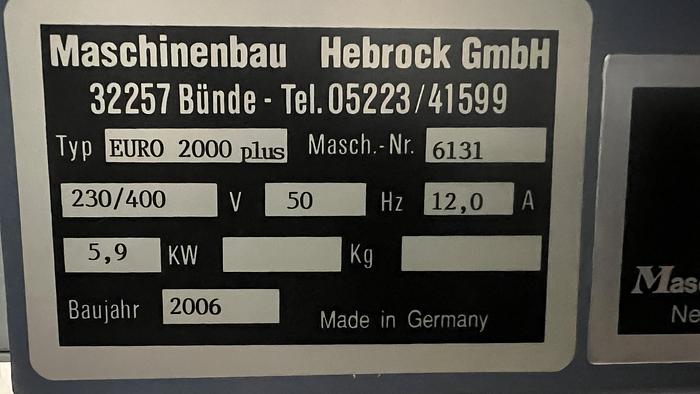 Maschinenbau Hebrock GmbH
32257 Bünde - Tel. 05223/41599
Typ EURO 2000 plus Masch.-Nr. 6131
230/400 V 50 Hz 12,0 A
5,9 KW Kg
Baujahr 2006 Made in Germany